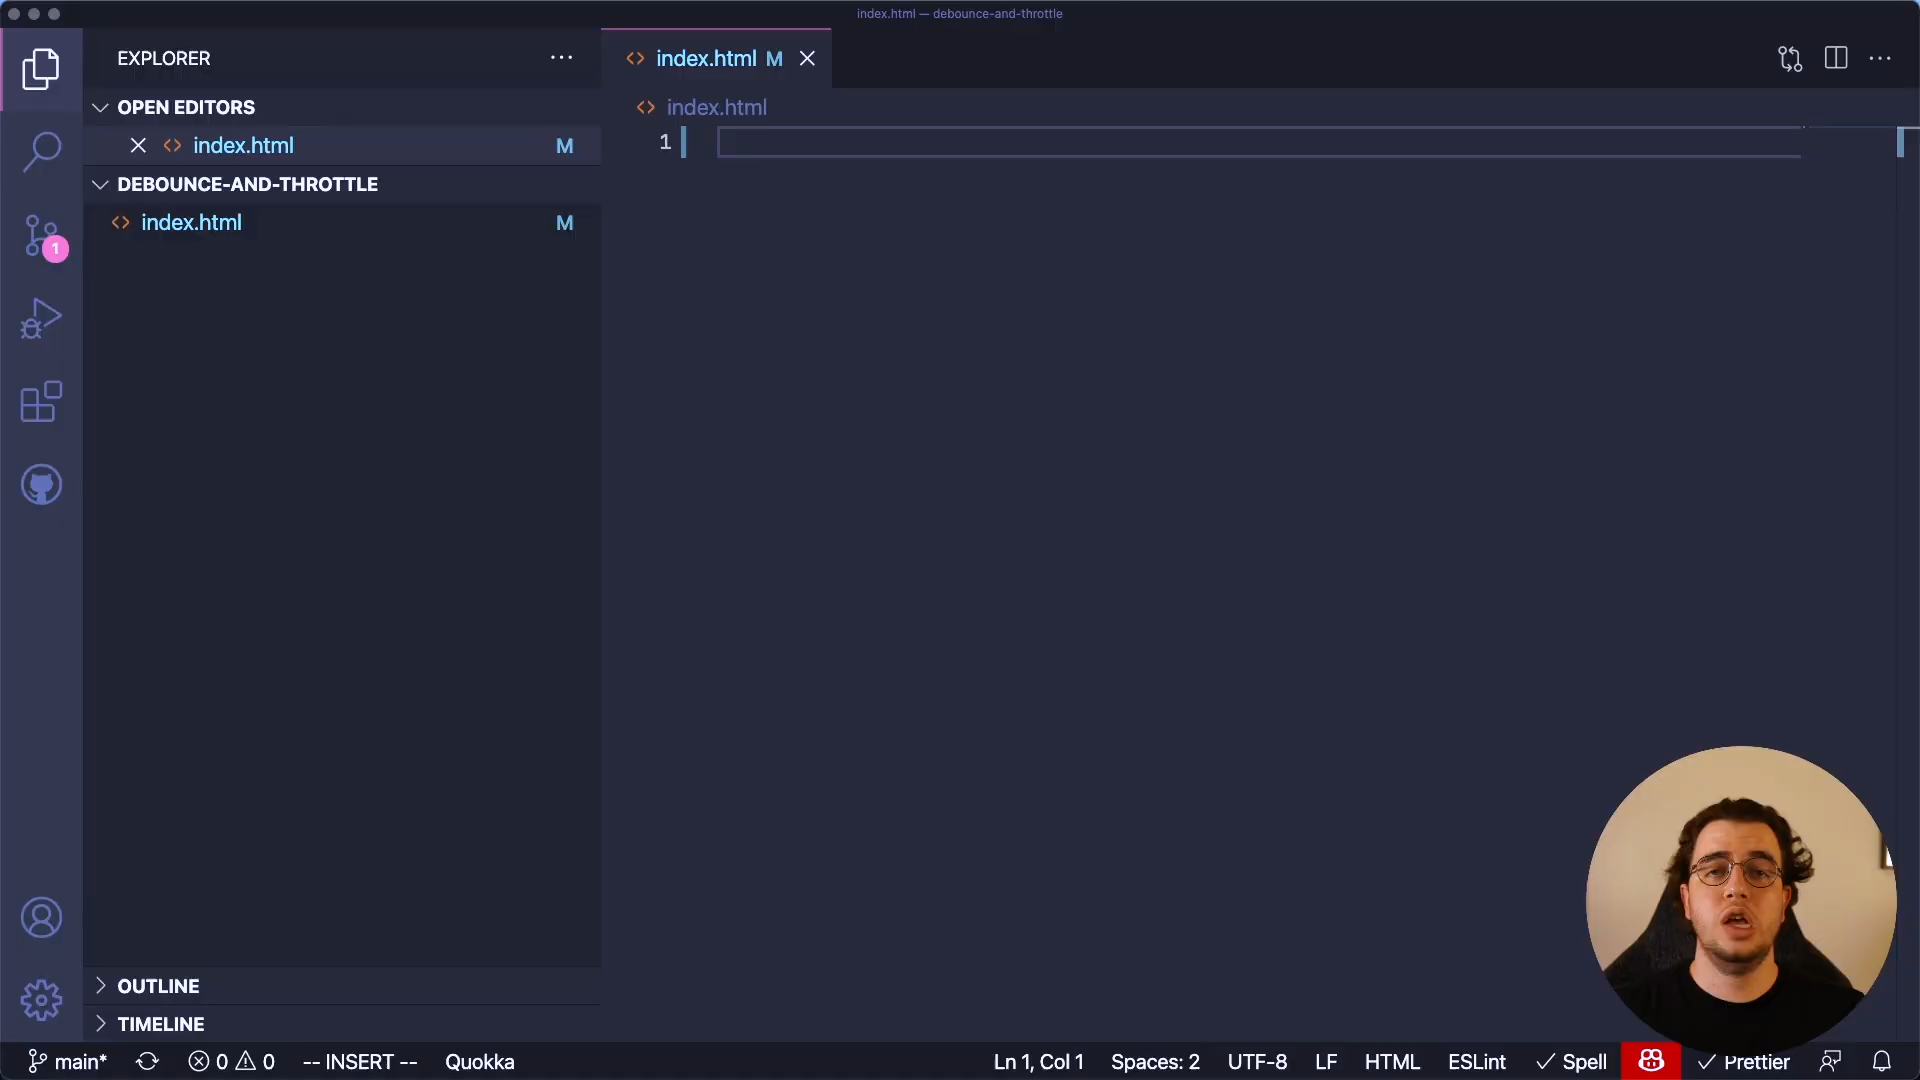 index.html — debounce-and-throttle
EXPLORER
index.html M
OPEN EDITORS
index.html
index.html M
1
DEBOUNCE-AND-THROTTLE
index.html M
1
OUTLINE
TIMELINE
main* 0 0 -- INSERT -- Quokka Ln 1, Col 1 Spaces: 2 UTF-8 LF HTML ESLint Spell Prettier